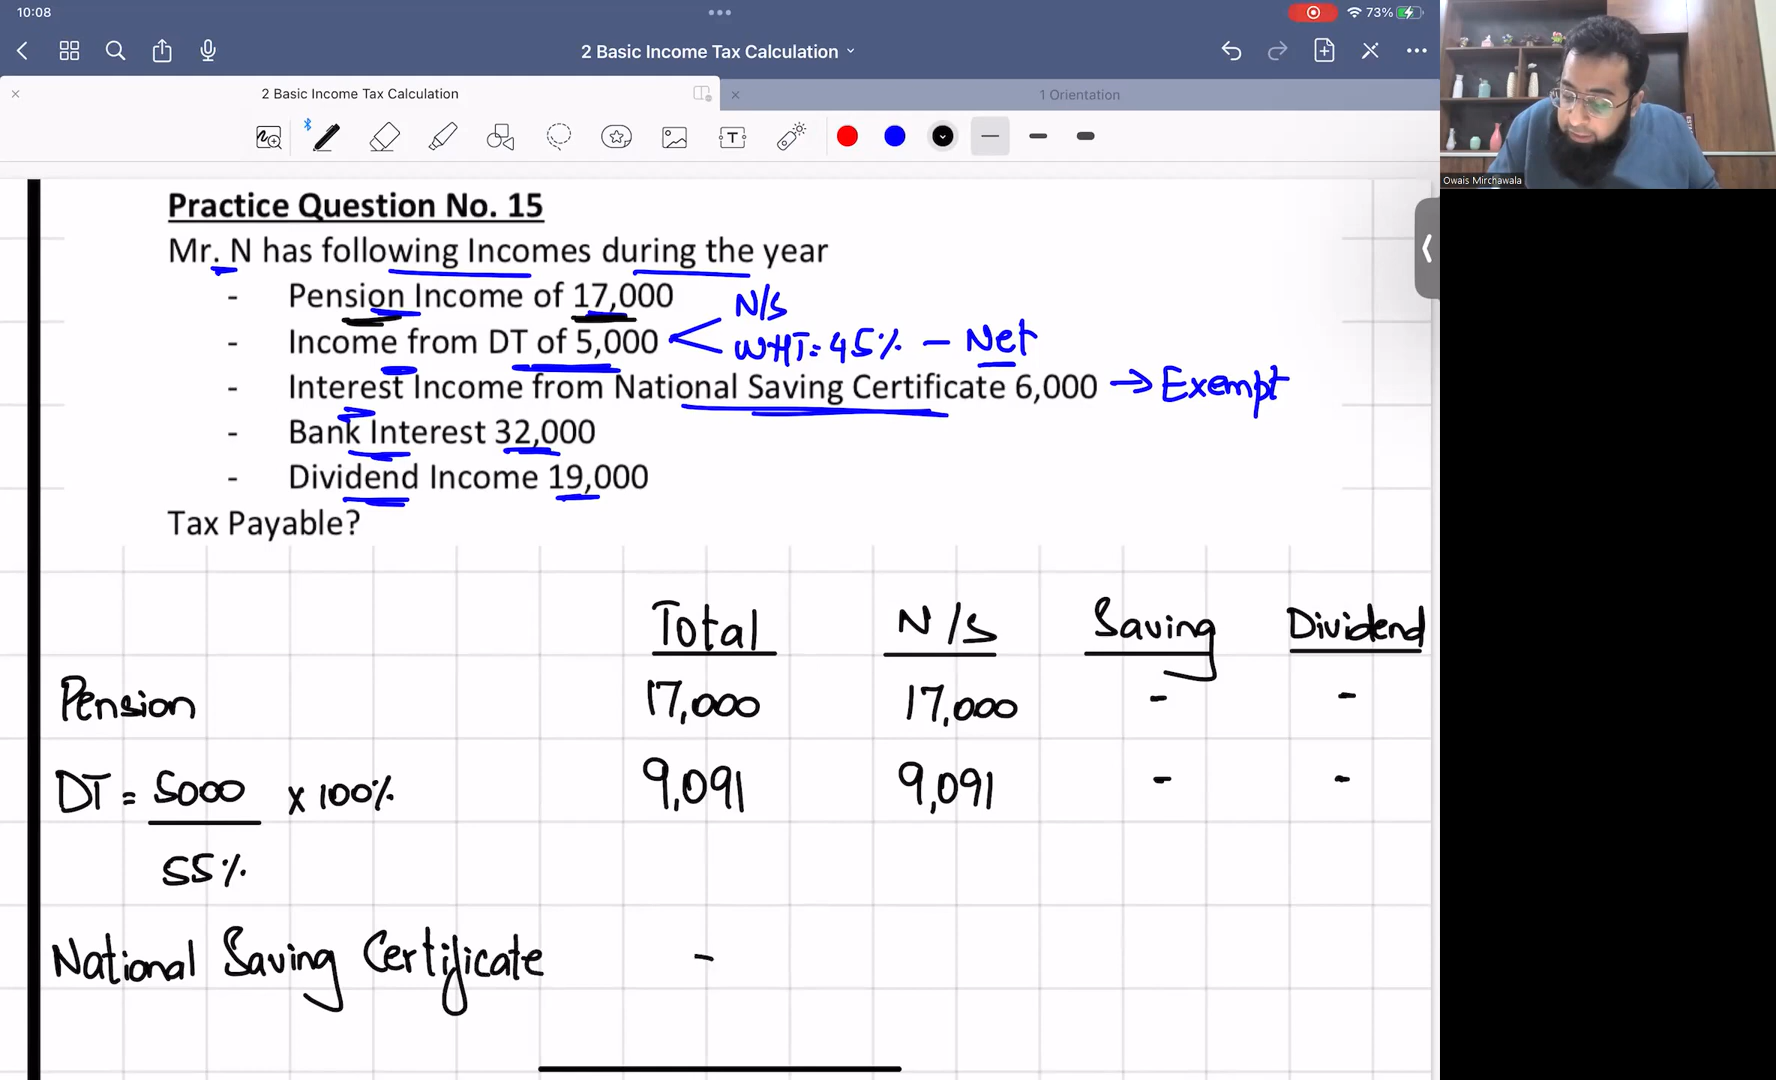 10:08
73%
2 Basic Income Tax Calculation
2 Basic Income Tax Calculation
1 Orientation
Owais Mirchawala
Practice Question No. 15
Mr. N has following Incomes during the year
- Pension Income of 17,000 N/S
- Income from DT of 5,000 WHT=45% - Net
- Interest Income from National Saving Certificate 6,000 → Exempt
- Bank Interest 32,000
- Dividend Income 19,000
Tax Payable?
Total N/S Saving Dividend
Pension 17,000 17,000 - -
DT = 5000 x 100% 9,091 9,091 - -
55%
National Saving Certificate -